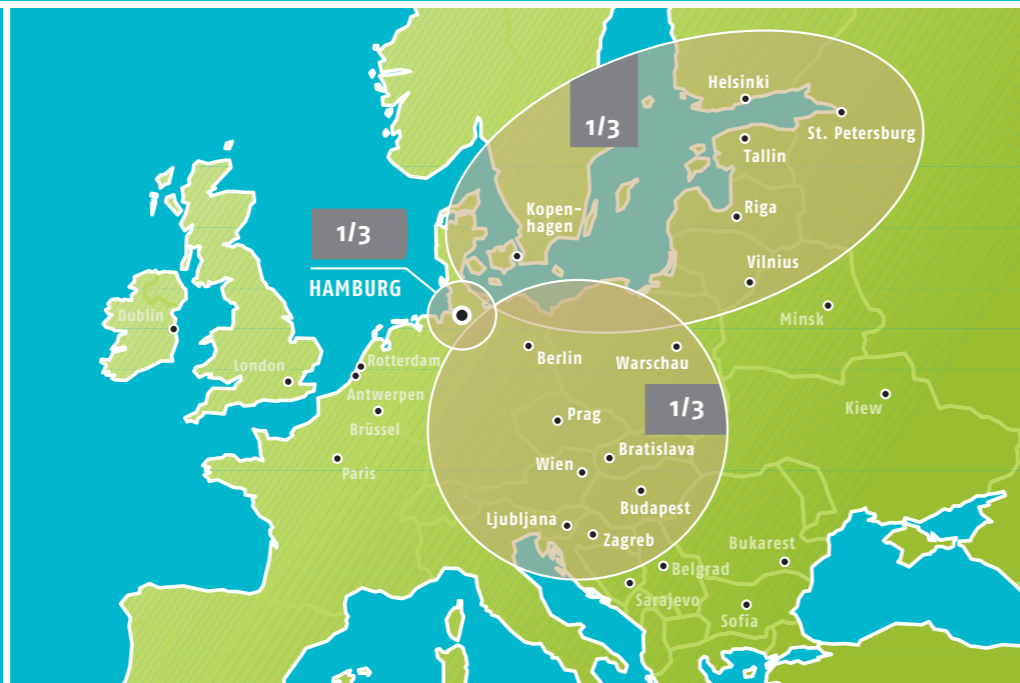 Helsinki
1/3
St. Petersburg
Tallin
Kopen-
hagen
Riga
1/3
Vilnius
HAMBURG
Dublin
Minsk
London
Rotterdam
Berlin
Warschau
Antwerpen
1/3
Kiew
Prag
Brüssel
Bratislava
Wien
Paris
Budapest
Ljubljana
Zagreb
Bukarest
Belgrad
Sarajevo
Sofia